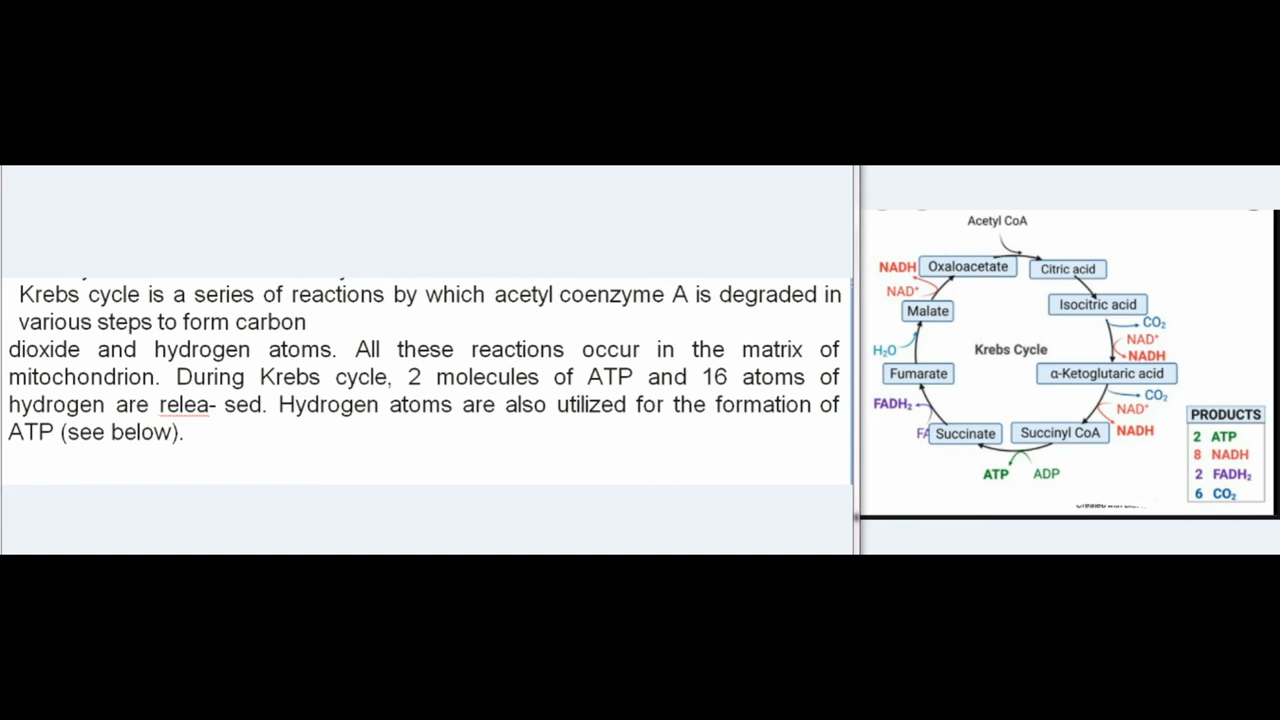 Krebs cycle is a series of reactions by which acetyl coenzyme A is degraded in
various steps to form carbon
dioxide and hydrogen atoms. All these reactions occur in the matrix of
mitochondrion. During Krebs cycle, 2 molecules of ATP and 16 atoms of
hydrogen are relea- sed. Hydrogen atoms are also utilized for the formation of
ATP (see below).
Acetyl CoA
Oxaloacetate
Citric acid
NADH
NAD⁺
Malate
Isocitric acid
CO₂
NAD⁺
NADH
H₂O
Krebs Cycle
Fumarate
α-Ketoglutaric acid
CO₂
NAD⁺
NADH
FADH₂
FA
Succinate
Succinyl CoA
ATP
ADP
PRODUCTS
2 ATP
8 NADH
2 FADH₂
6 CO₂